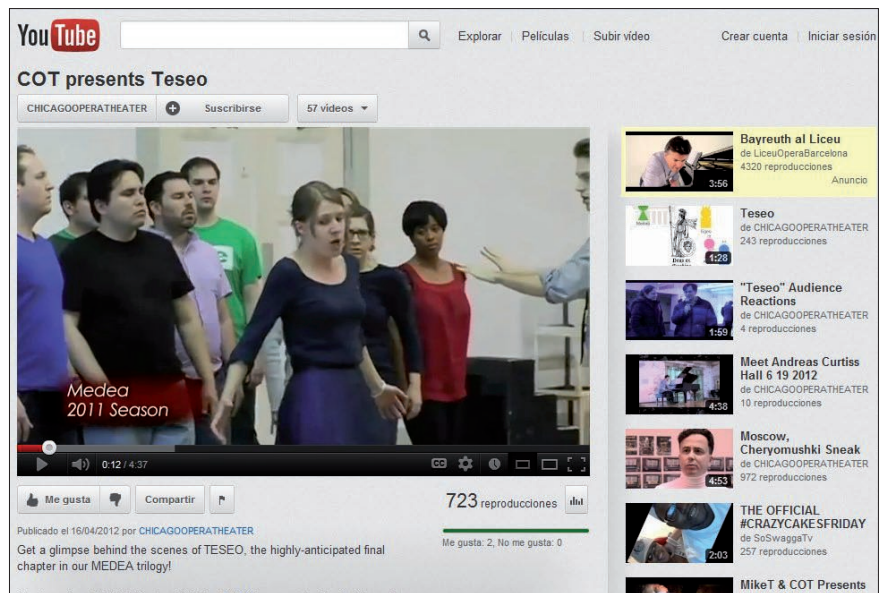 You Tube
Explorar
Películas
Subir vídeo
Crear cuenta
Iniciar sesión
COT presents Teseo
CHICAGOOPERATHEATER
Suscribirse
57 videos
Medea
2011 Season
0:12 / 4:37
CC
Me gusta
Compartir
723 reproducciones
Publicado el 16/04/2012 por CHICAGOOPERATHEATER
Me gusta: 2, No me gusta: 0
Get a glimpse behind the scenes of TESEO, the highly-anticipated final
chapter in our MEDEA trilogy!
3:56
Bayreuth al Liceu
de LiceuOperaBarcelona
4320 reproducciones
Anuncio
1:28
Teseo
de CHICAGOOPERATHEATER
243 reproducciones
1:59
"Teseo" Audience
Reactions
de CHICAGOOPERATHEATER
4 reproducciones
4:38
Meet Andreas Curtiss
Hall 6 19 2012
de CHICAGOOPERATHEATER
10 reproducciones
4:53
Moscow,
Cheryomushki Sneak
de CHICAGOOPERATHEATER
972 reproducciones
2:03
THE OFFICIAL
#CRAZYCAKESFRIDAY
de SoSwaggaTv
257 reproducciones
MikeT & COT Presents